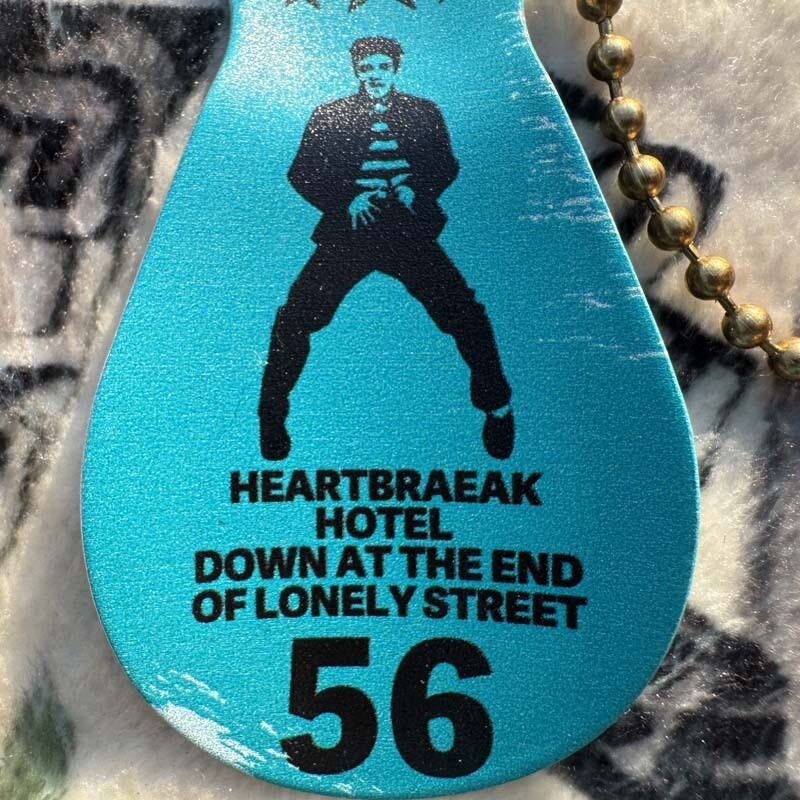 HEARTBRAEAK
HOTEL
DOWN AT THE END
OF LONELY STREET
56